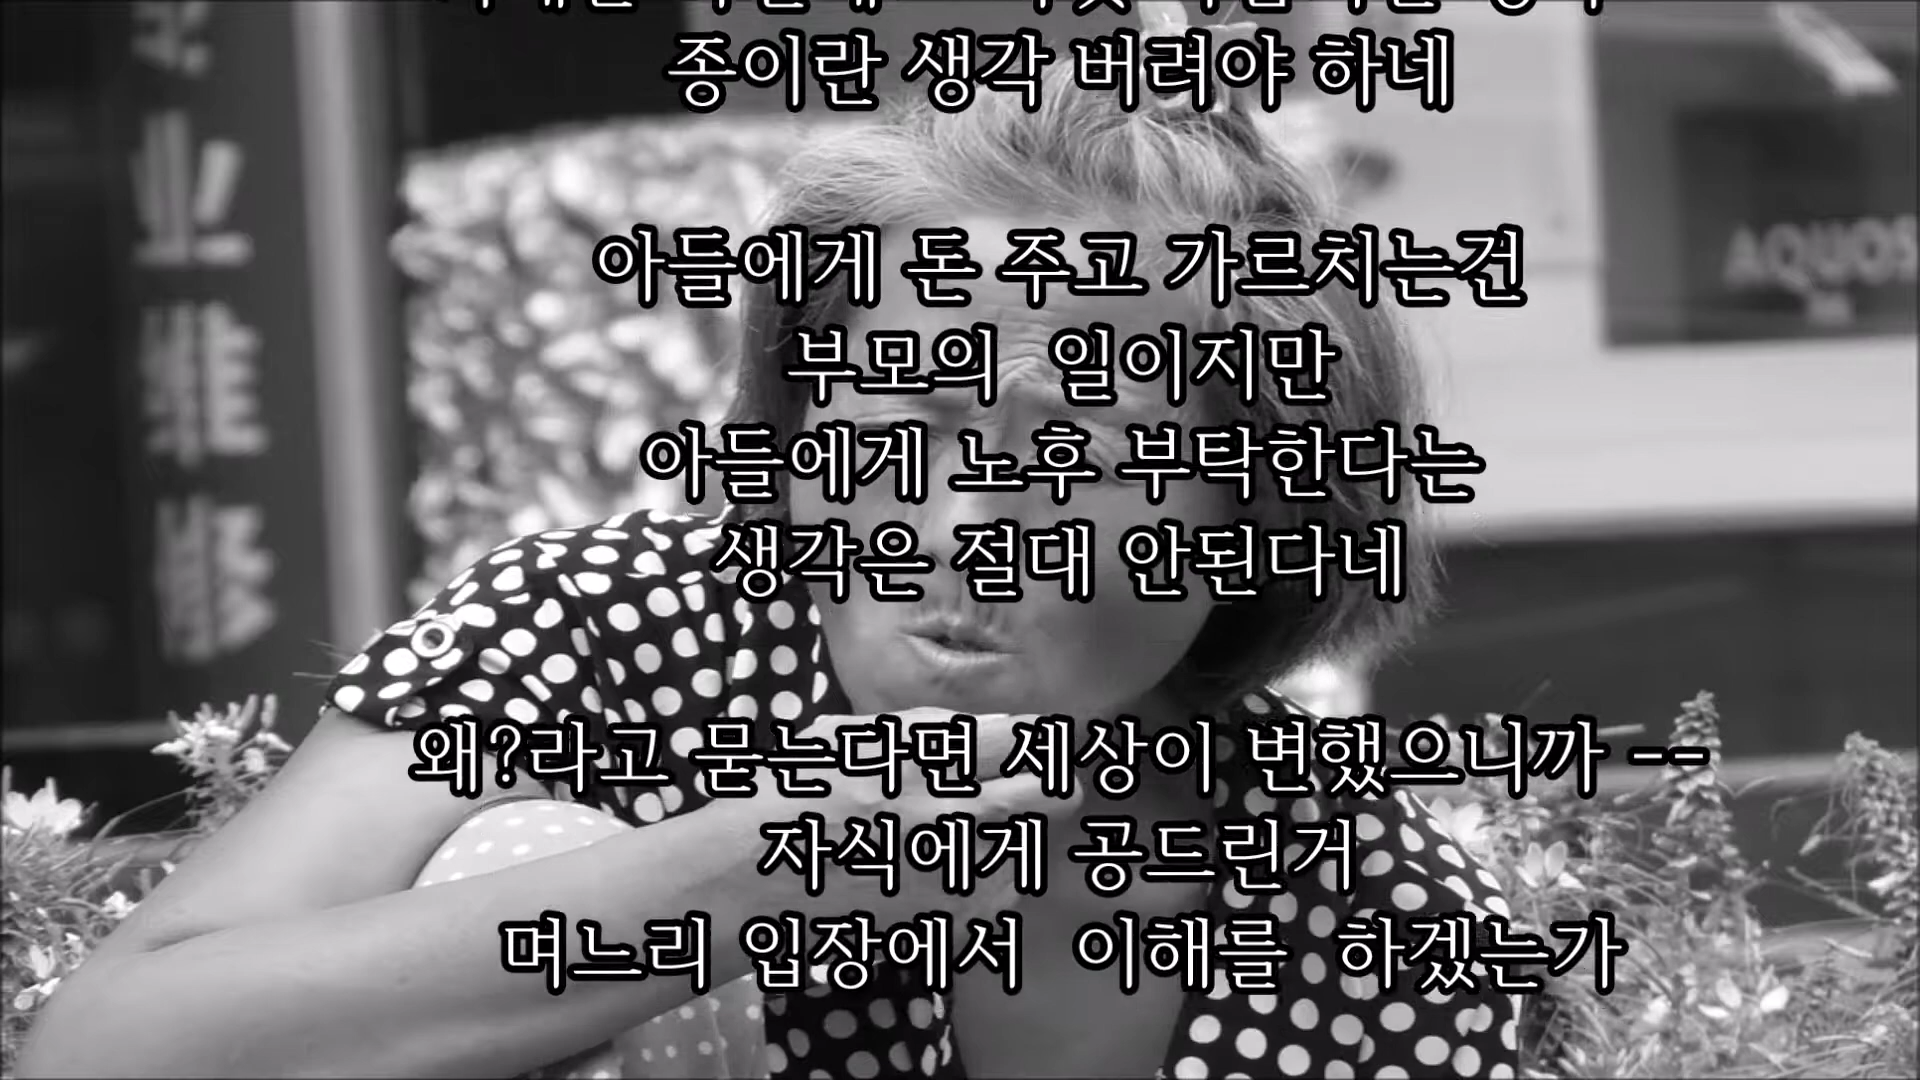 종이란 생각 버려야 하네
아들에게 돈 주고 가르치는건
부모의 일이지만
아들에게 노후 부탁한다는
생각은 절대 안된다네
왜?라고 묻는다면 세상이 변했으니까 --
자식에게 공드린거
며느리 입장에서 이해를 하겠는가
AQUOS